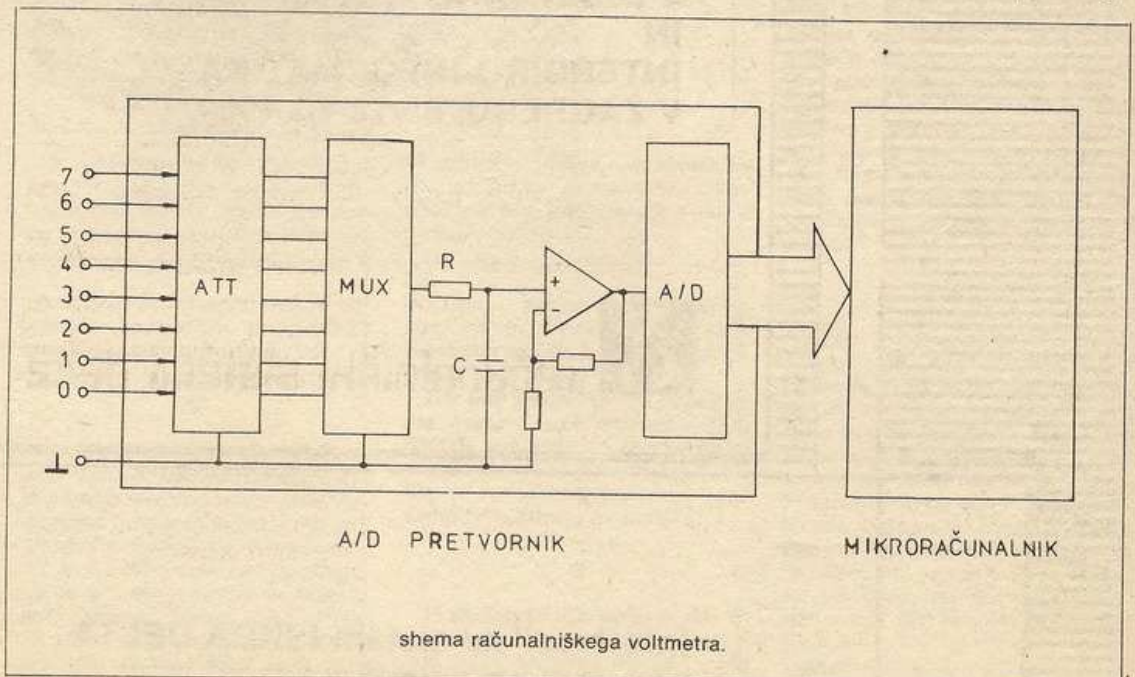 7
6
5
4
3
2
1
0
ATT
MUX
R
C
+
-
A/D
A/D PRETVORNIK
MIKRORAČUNALNIK
shema računalniškega voltmetra.